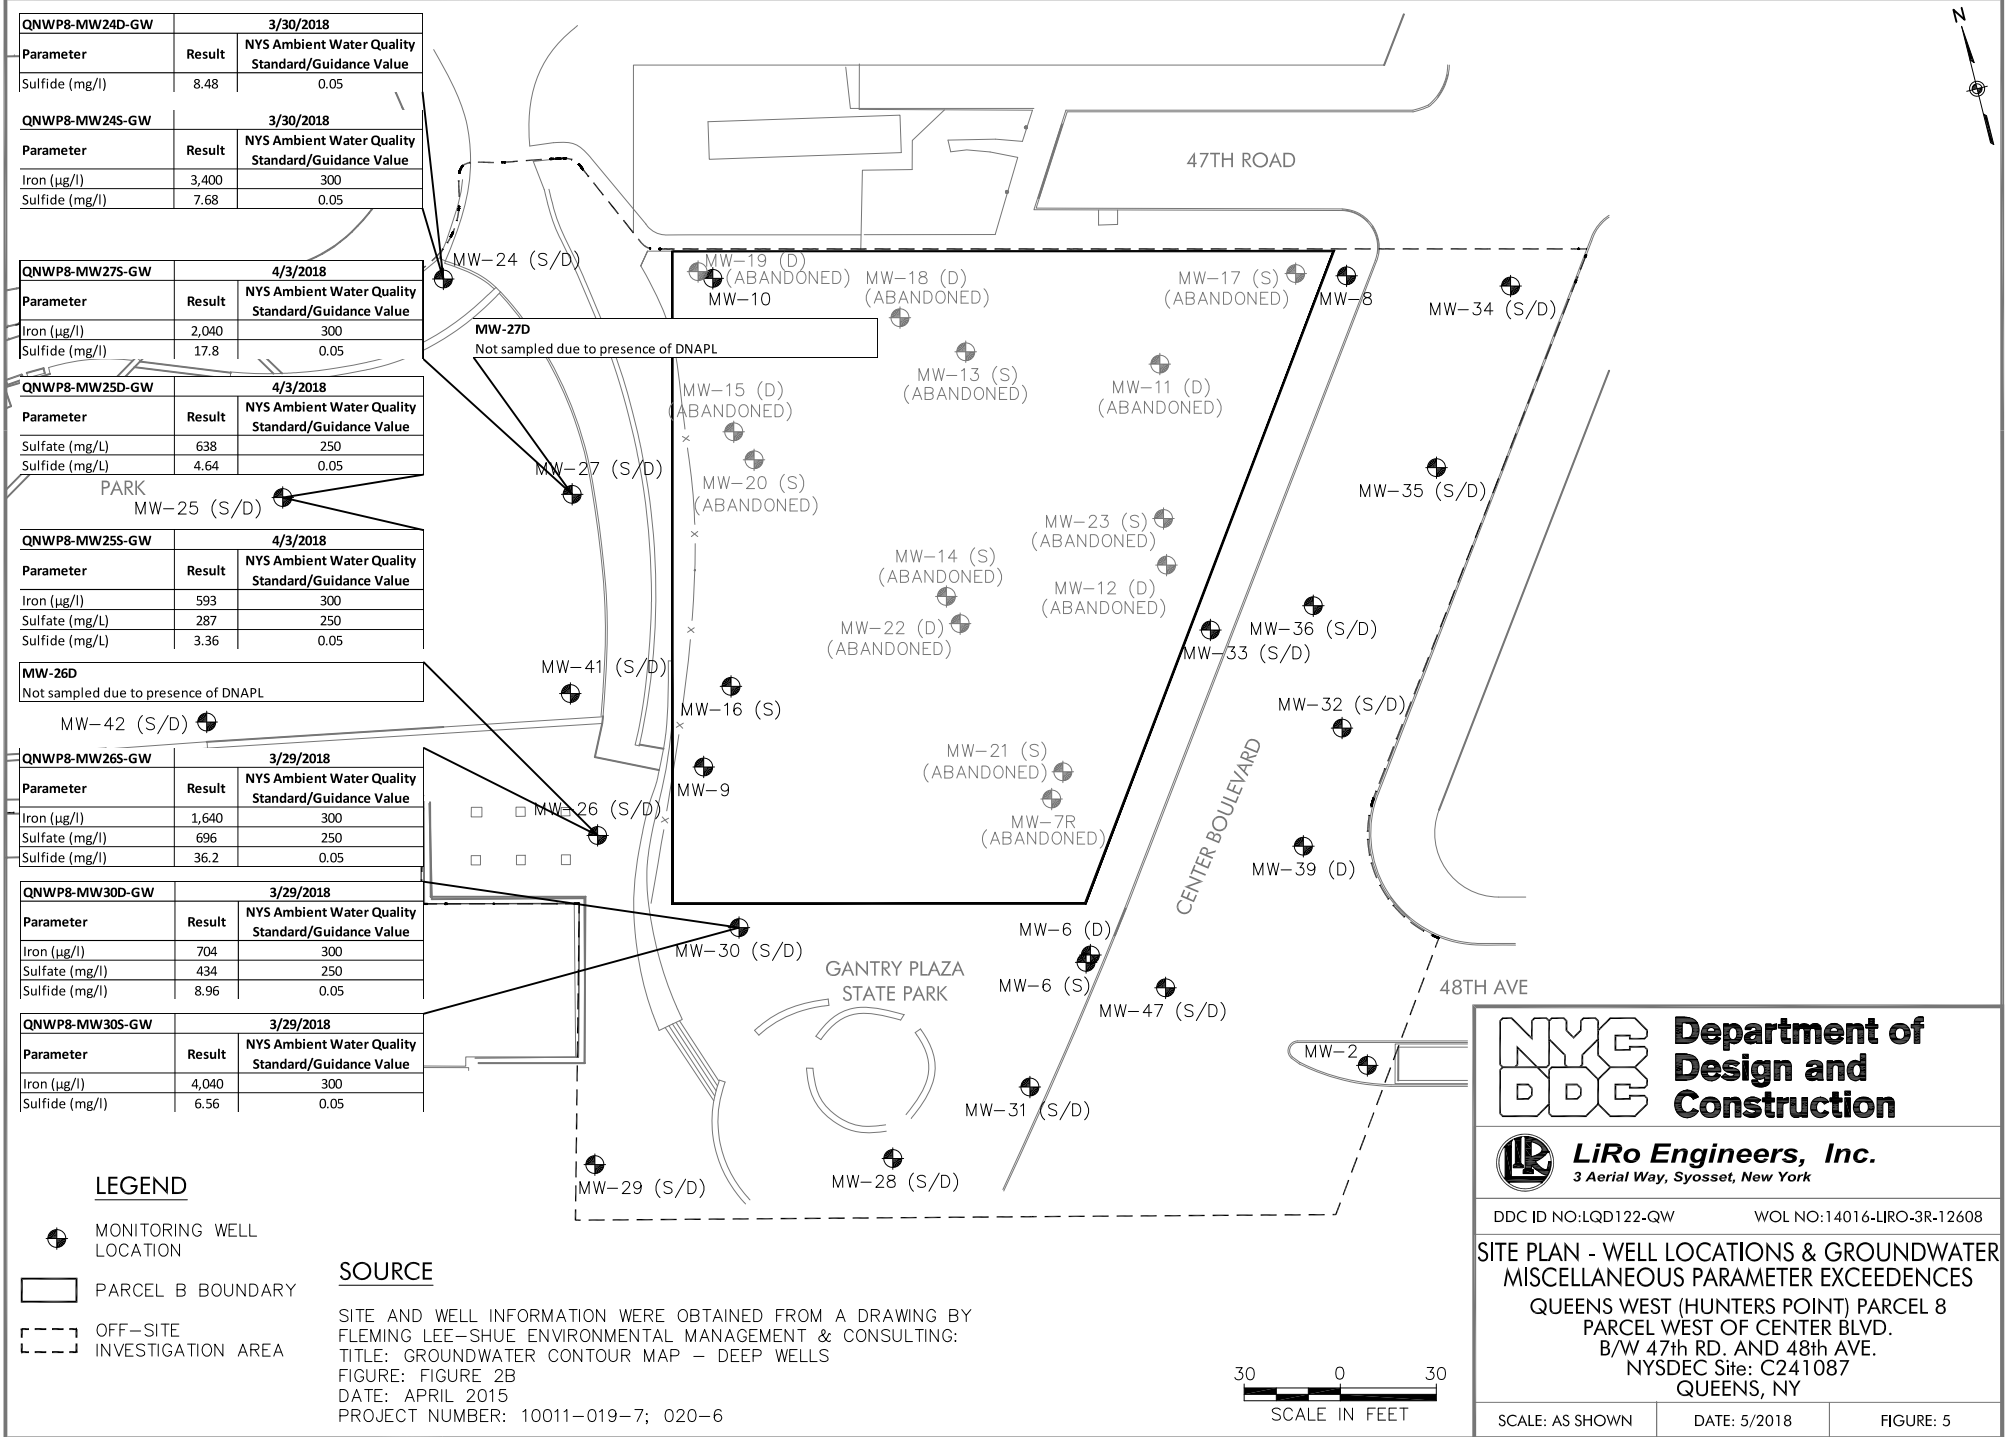 QNWP8-MW24D-GW 3/30/2018
Parameter Result NYS Ambient Water Quality
Standard/Guidance Value
Sulfide (mg/l) 8.48 0.05
QNWP8-MW24S-GW 3/30/2018
Parameter Result NYS Ambient Water Quality
Standard/Guidance Value
Iron (µg/l) 3,400 300
Sulfide (mg/l) 7.68 0.05
QNWP8-MW27S-GW 4/3/2018
Parameter Result NYS Ambient Water Quality
Standard/Guidance Value
Iron (µg/l) 2,040 300
Sulfide (mg/l) 17.8 0.05
QNWP8-MW25D-GW 4/3/2018
Parameter Result NYS Ambient Water Quality
Standard/Guidance Value
Sulfate (mg/L) 638 250
Sulfide (mg/L) 4.64 0.05
PARK
MW-25 (S/D)
QNWP8-MW25S-GW 4/3/2018
Parameter Result NYS Ambient Water Quality
Standard/Guidance Value
Iron (µg/l) 593 300
Sulfate (mg/L) 287 250
Sulfide (mg/L) 3.36 0.05
MW-26D
Not sampled due to presence of DNAPL
MW-42 (S/D)
QNWP8-MW26S-GW 3/29/2018
Parameter Result NYS Ambient Water Quality
Standard/Guidance Value
Iron (µg/l) 1,640 300
Sulfate (mg/l) 696 250
Sulfide (mg/l) 36.2 0.05
QNWP8-MW30D-GW 3/29/2018
Parameter Result NYS Ambient Water Quality
Standard/Guidance Value
Iron (µg/l) 704 300
Sulfate (mg/l) 434 250
Sulfide (mg/l) 8.96 0.05
QNWP8-MW30S-GW 3/29/2018
Parameter Result NYS Ambient Water Quality
Standard/Guidance Value
Iron (µg/l) 4,040 300
Sulfide (mg/l) 6.56 0.05
N
47TH ROAD
MW-24 (S/D)
MW-19 (D)
(ABANDONED)
MW-10
MW-18 (D)
(ABANDONED)
MW-17 (S)
(ABANDONED)
MW-8
MW-34 (S/D)
MW-27D
Not sampled due to presence of DNAPL
MW-13 (S)
(ABANDONED)
MW-11 (D)
(ABANDONED)
MW-15 (D)
(ABANDONED)
MW-27 (S/D)
MW-20 (S)
(ABANDONED)
MW-35 (S/D)
MW-23 (S)
(ABANDONED)
MW-14 (S)
(ABANDONED)
MW-12 (D)
(ABANDONED)
MW-22 (D)
(ABANDONED)
MW-36 (S/D)
MW-33 (S/D)
MW-41 (S/D)
MW-16 (S)
MW-32 (S/D)
MW-21 (S)
(ABANDONED)
MW-9
MW-26 (S/D)
MW-7R
(ABANDONED)
CENTER BOULEVARD
MW-39 (D)
MW-30 (S/D)
MW-6 (D)
MW-6 (S)
GANTRY PLAZA
STATE PARK
MW-47 (S/D)
48TH AVE
MW-2
MW-31 (S/D)
MW-29 (S/D)
MW-28 (S/D)
LEGEND
MONITORING WELL
LOCATION
PARCEL B BOUNDARY
OFF-SITE
INVESTIGATION AREA
SOURCE
SITE AND WELL INFORMATION WERE OBTAINED FROM A DRAWING BY
FLEMING LEE-SHUE ENVIRONMENTAL MANAGEMENT & CONSULTING:
TITLE: GROUNDWATER CONTOUR MAP - DEEP WELLS
FIGURE: FIGURE 2B
DATE: APRIL 2015
PROJECT NUMBER: 10011-019-7; 020-6
30 0 30
SCALE IN FEET
NYC
DDC
Department of
Design and
Construction
LiRo
LiRo Engineers, Inc.
3 Aerial Way, Syosset, New York
DDC ID NO:LQD122-QW WOL NO:14016-LIRO-3R-12608
SITE PLAN - WELL LOCATIONS & GROUNDWATER
MISCELLANEOUS PARAMETER EXCEEDENCES
QUEENS WEST (HUNTERS POINT) PARCEL 8
PARCEL WEST OF CENTER BLVD.
B/W 47th RD. AND 48th AVE.
NYSDEC Site: C241087
QUEENS, NY
SCALE: AS SHOWN DATE: 5/2018 FIGURE: 5